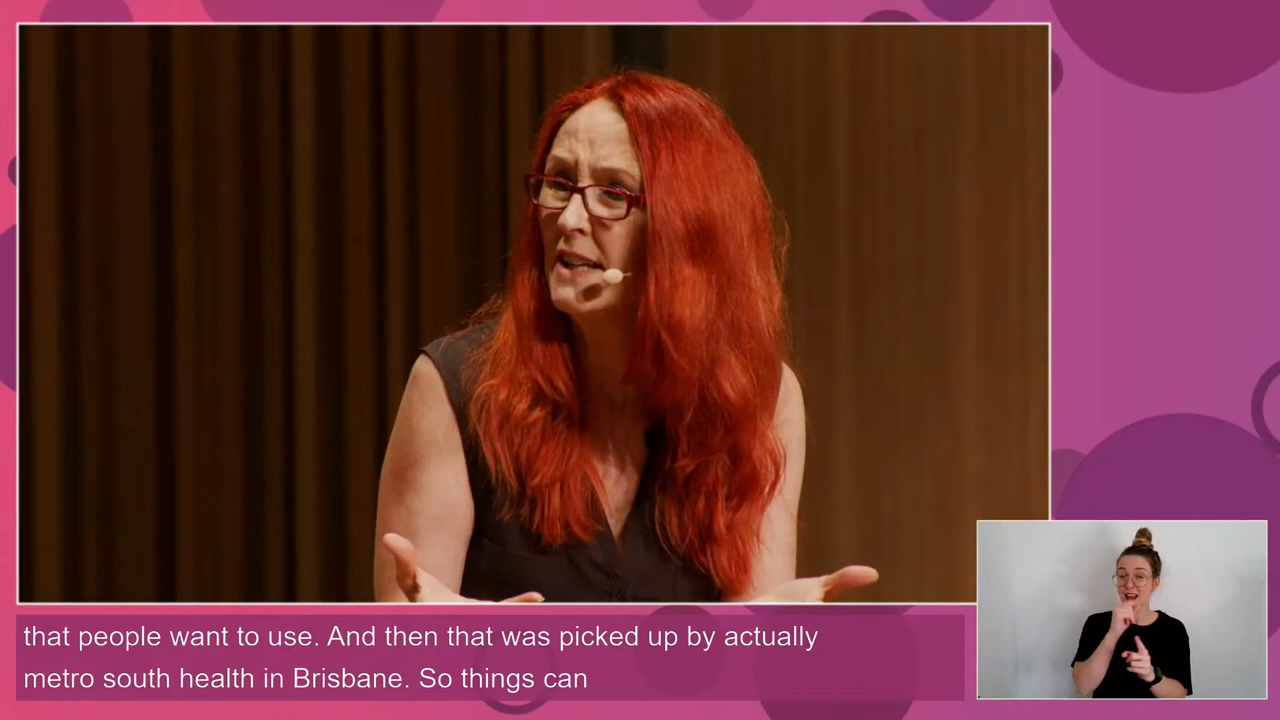 that people want to use. And then that was picked up by actually
metro south health in Brisbane. So things can